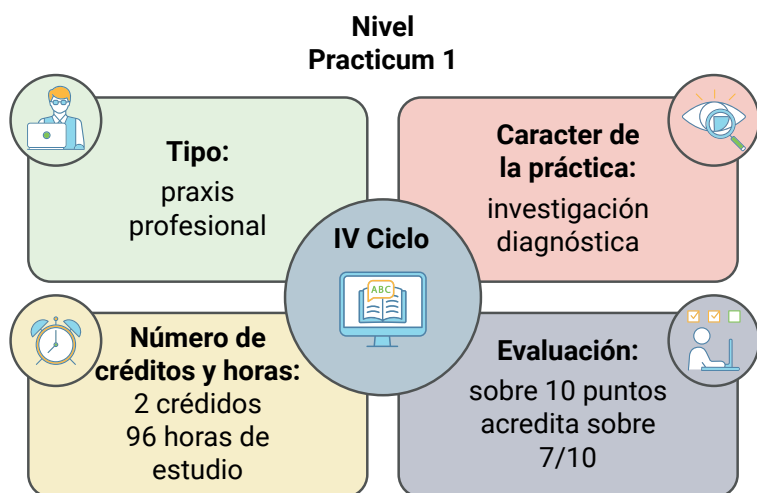 Nivel
Practicum 1
Tipo:
praxis
profesional
Caracter de
la práctica:
investigación
diagnóstica
IV Ciclo
ABC
Número de
créditos y horas:
2 crédidos
96 horas de
estudio
Evaluación:
sobre 10 puntos
acredita sobre
7/10